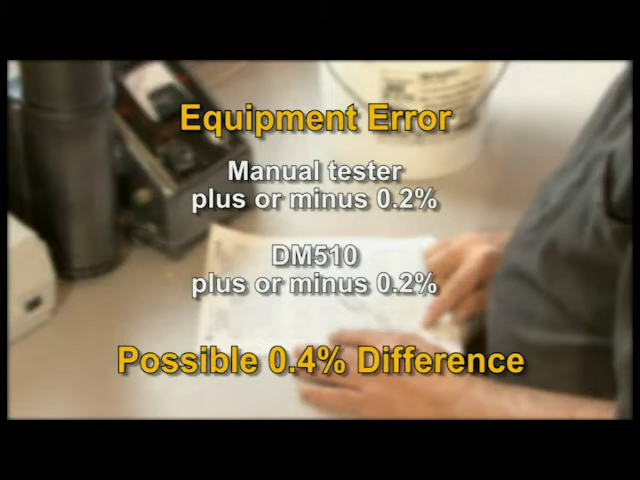 Equipment Error
Manual tester
plus or minus 0.2%
DM510
plus or minus 0.2%
Possible 0.4% Difference